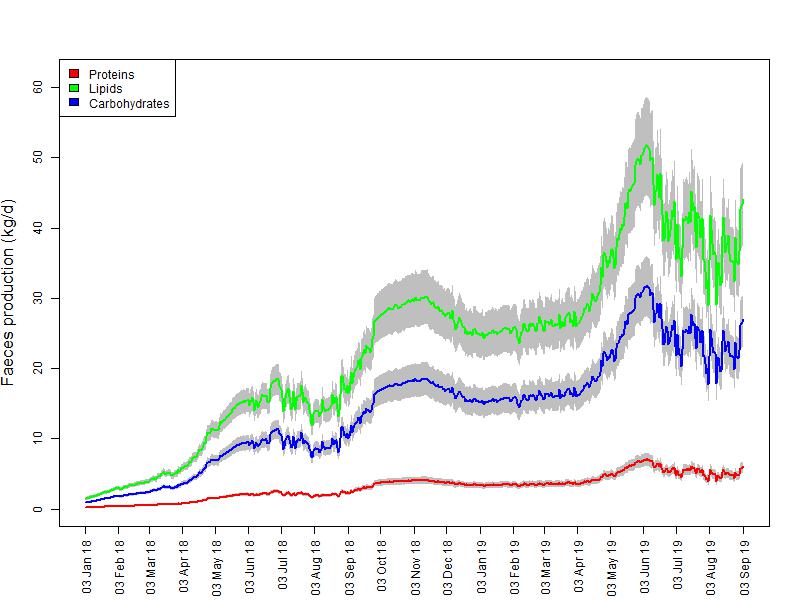 Proteins
Lipids
Carbohydrates
Faeces production (kg/d)
60
50
40
30
20
10
0
03 Jan 18
03 Feb 18
03 Mar 18
03 Apr 18
03 May 18
03 Jun 18
03 Jul 18
03 Aug 18
03 Sep 18
03 Oct 18
03 Nov 18
03 Dec 18
03 Jan 19
03 Feb 19
03 Mar 19
03 Apr 19
03 May 19
03 Jun 19
03 Jul 19
03 Aug 19
03 Sep 19